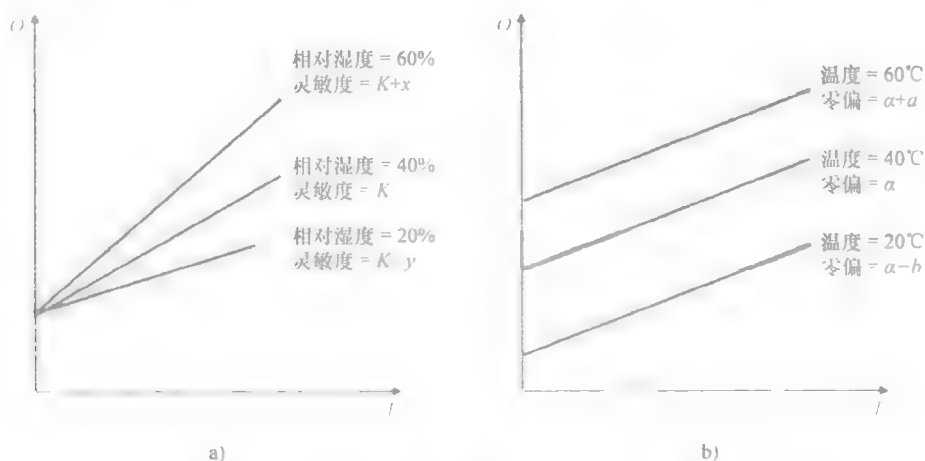 O
相对湿度 = 60%
灵敏度 = K+x
相对湿度 = 40%
灵敏度 = K
相对湿度 = 20%
灵敏度 = K y
I
a)
O
温度 = 60℃
零偏 = α+a
温度 = 40℃
零偏 = α
温度 = 20℃
零偏 = α−b
I
b)